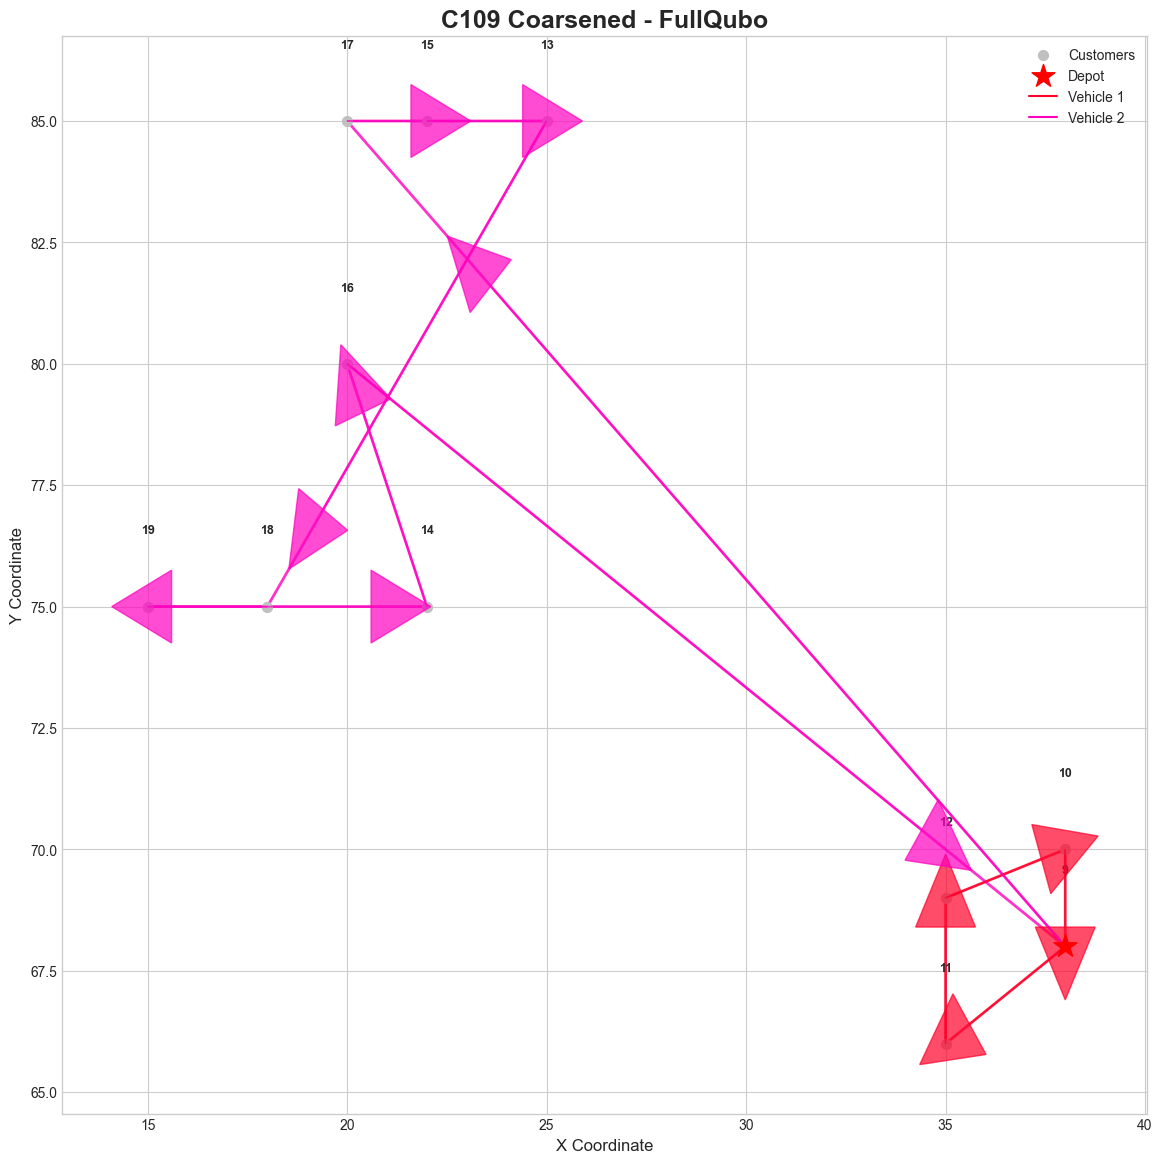 C109 Coarsened - FullQubo
17 15 13
Customers
Depot
Vehicle 1
Vehicle 2
85.0
82.5
16
80.0
77.5
19 18 14
75.0
72.5
10
12
70.0
9
11
67.5
65.0
15 20 25 30 35 40
X Coordinate
Y Coordinate